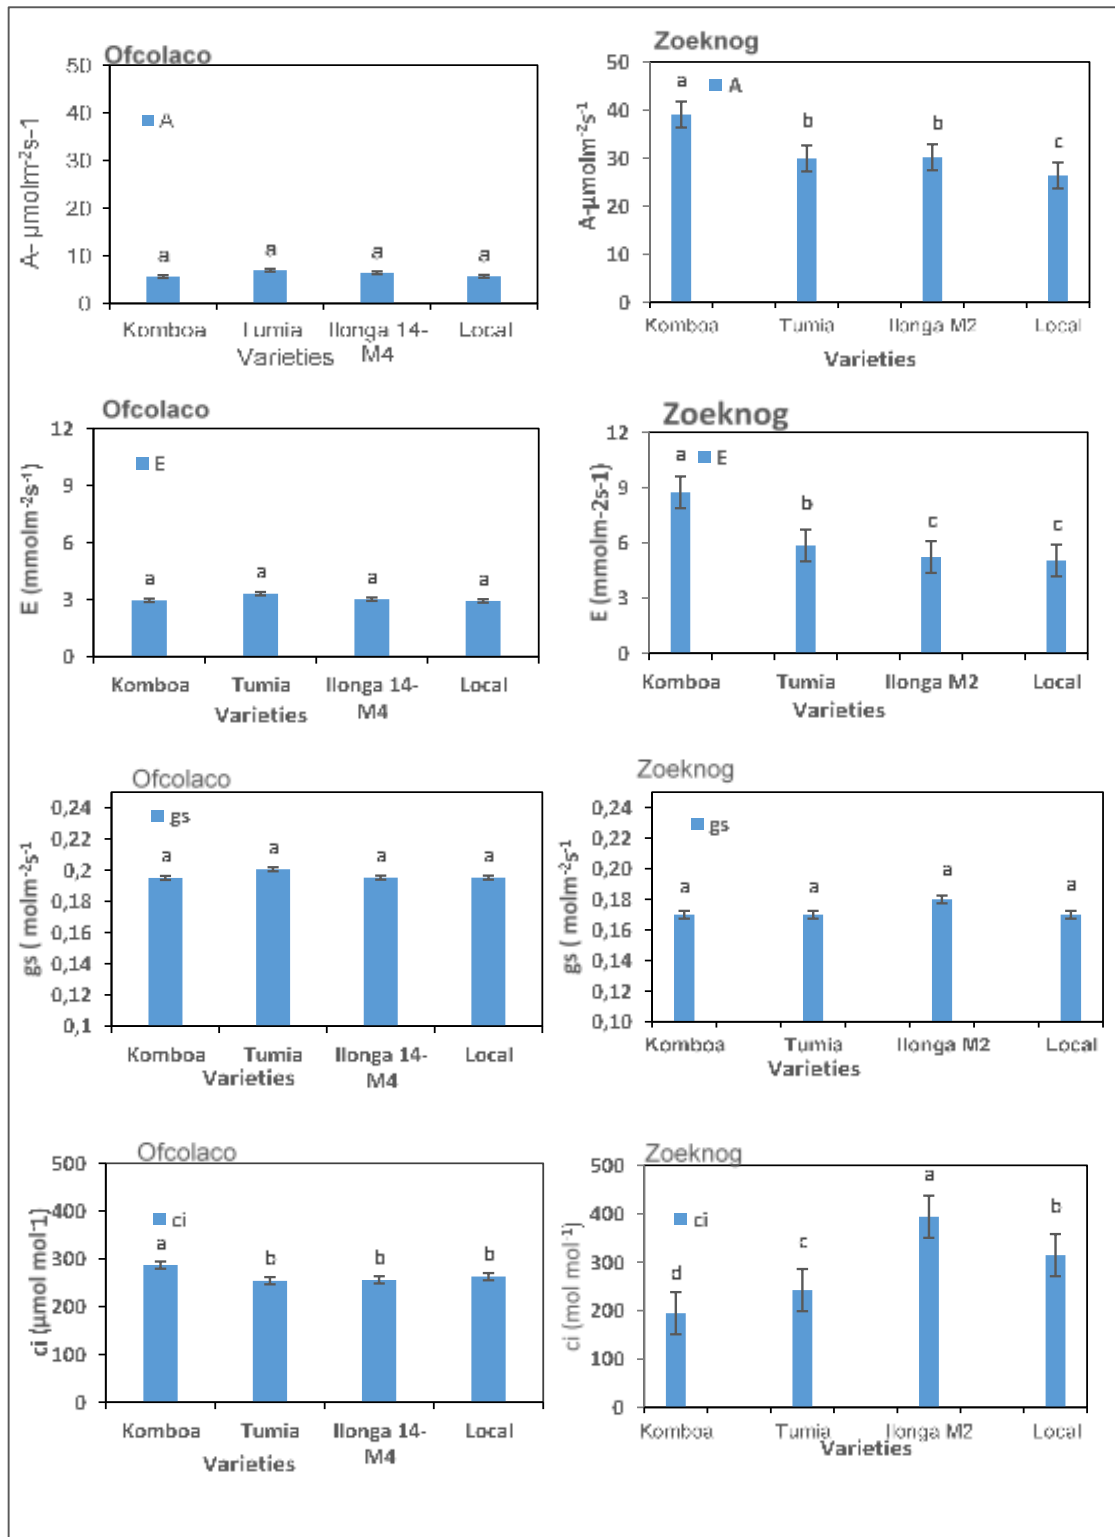 Ofcolaco
A- µmolm-²s-1
50
40
30
20
10
0
A
a
a
a
a
Komboa
Tumia
Ilonga 14-
M4
Local
Varieties
Zoeknog
A-µmolm-²s-¹
50
40
30
20
10
0
A
a
b
b
c
Komboa
Tumia
Ilonga M2
Local
Varieties
Ofcolaco
E (mmolm-²s-¹)
12
9
6
3
0
E
a
a
a
a
Komboa
Tumia
Ilonga 14-
M4
Local
Varieties
Zoeknog
E (mmolm-2s-1)
12
9
6
3
0
E
a
b
c
c
Komboa
Tumia
Ilonga M2
Local
Varieties
Ofcolaco
gs ( molm-²s-¹
0,24
0,22
0,2
0,18
0,16
0,14
0,12
0,1
gs
a
a
a
a
Komboa
Tumia
Ilonga 14-
M4
Local
Varieties
Zoeknog
gs ( molm-²s-¹
0,24
0,22
0,20
0,18
0,16
0,14
0,12
0,10
gs
a
a
a
a
Komboa
Tumia
Ilonga M2
Local
Varieties
Ofcolaco
ci (µmol mol-¹)
500
400
300
200
100
0
ci
a
b
b
b
Komboa
Tumia
Ilonga 14-
M4
Local
Varieties
Zoeknog
ci (mol mol-¹)
500
400
300
200
100
0
ci
d
c
a
b
Komboa
Tumia
Ilonga M2
Local
Varieties